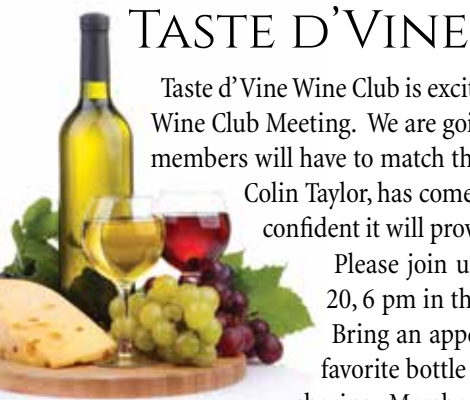 TASTE D'VINE
Taste d'Vine Wine Club is exci
Wine Club Meeting. We are goi
members will have to match th
Colin Taylor, has come
confident it will prov
Please join u
20, 6 pm in th
Bring an appe
favorite bottle